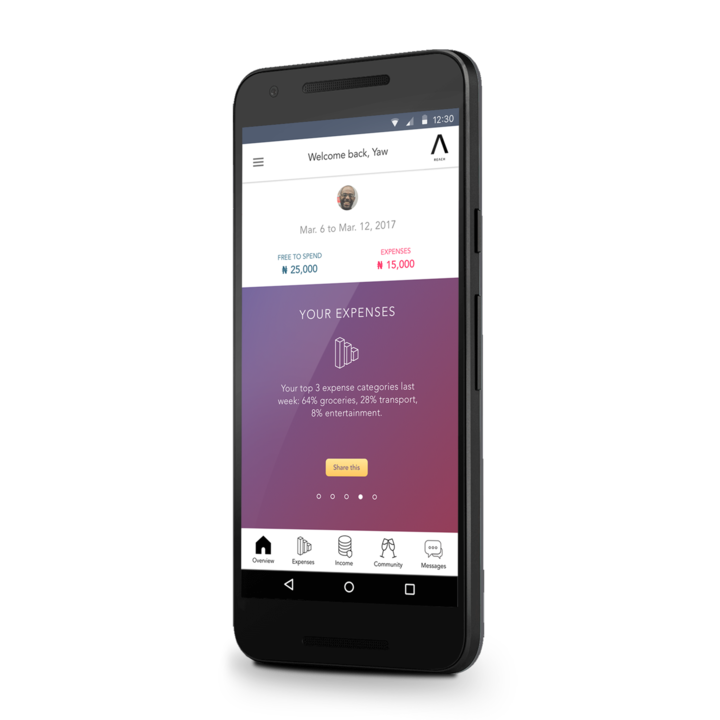 12:30
Welcome back, Yaw
REACH
Mar. 6 to Mar. 12, 2017
FREE TO SPEND
₦ 25,000
EXPENSES
₦ 15,000
YOUR EXPENSES
Your top 3 expense categories last
week: 64% groceries, 28% transport,
8% entertainment.
Share this
Overview
Expenses
Income
Community
Messages